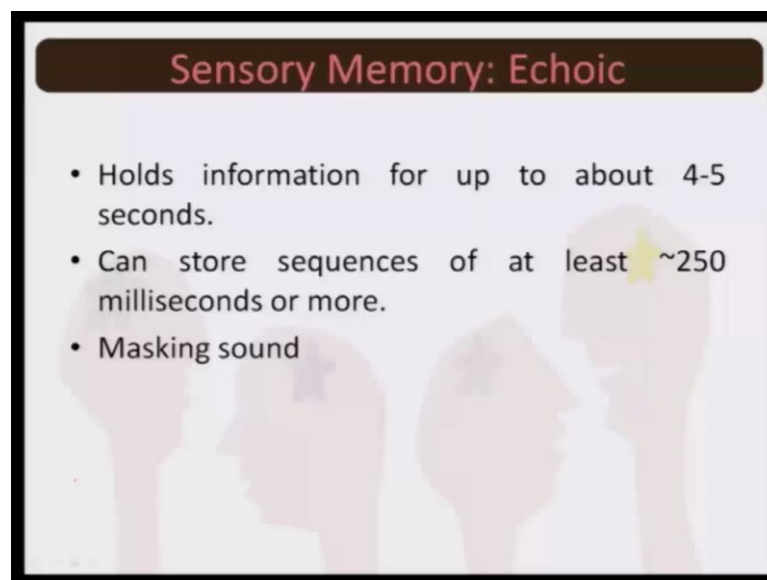 Sensory Memory: Echoic
• Holds information for up to about 4-5
seconds.
• Can store sequences of at least ~250
milliseconds or more.
• Masking sound